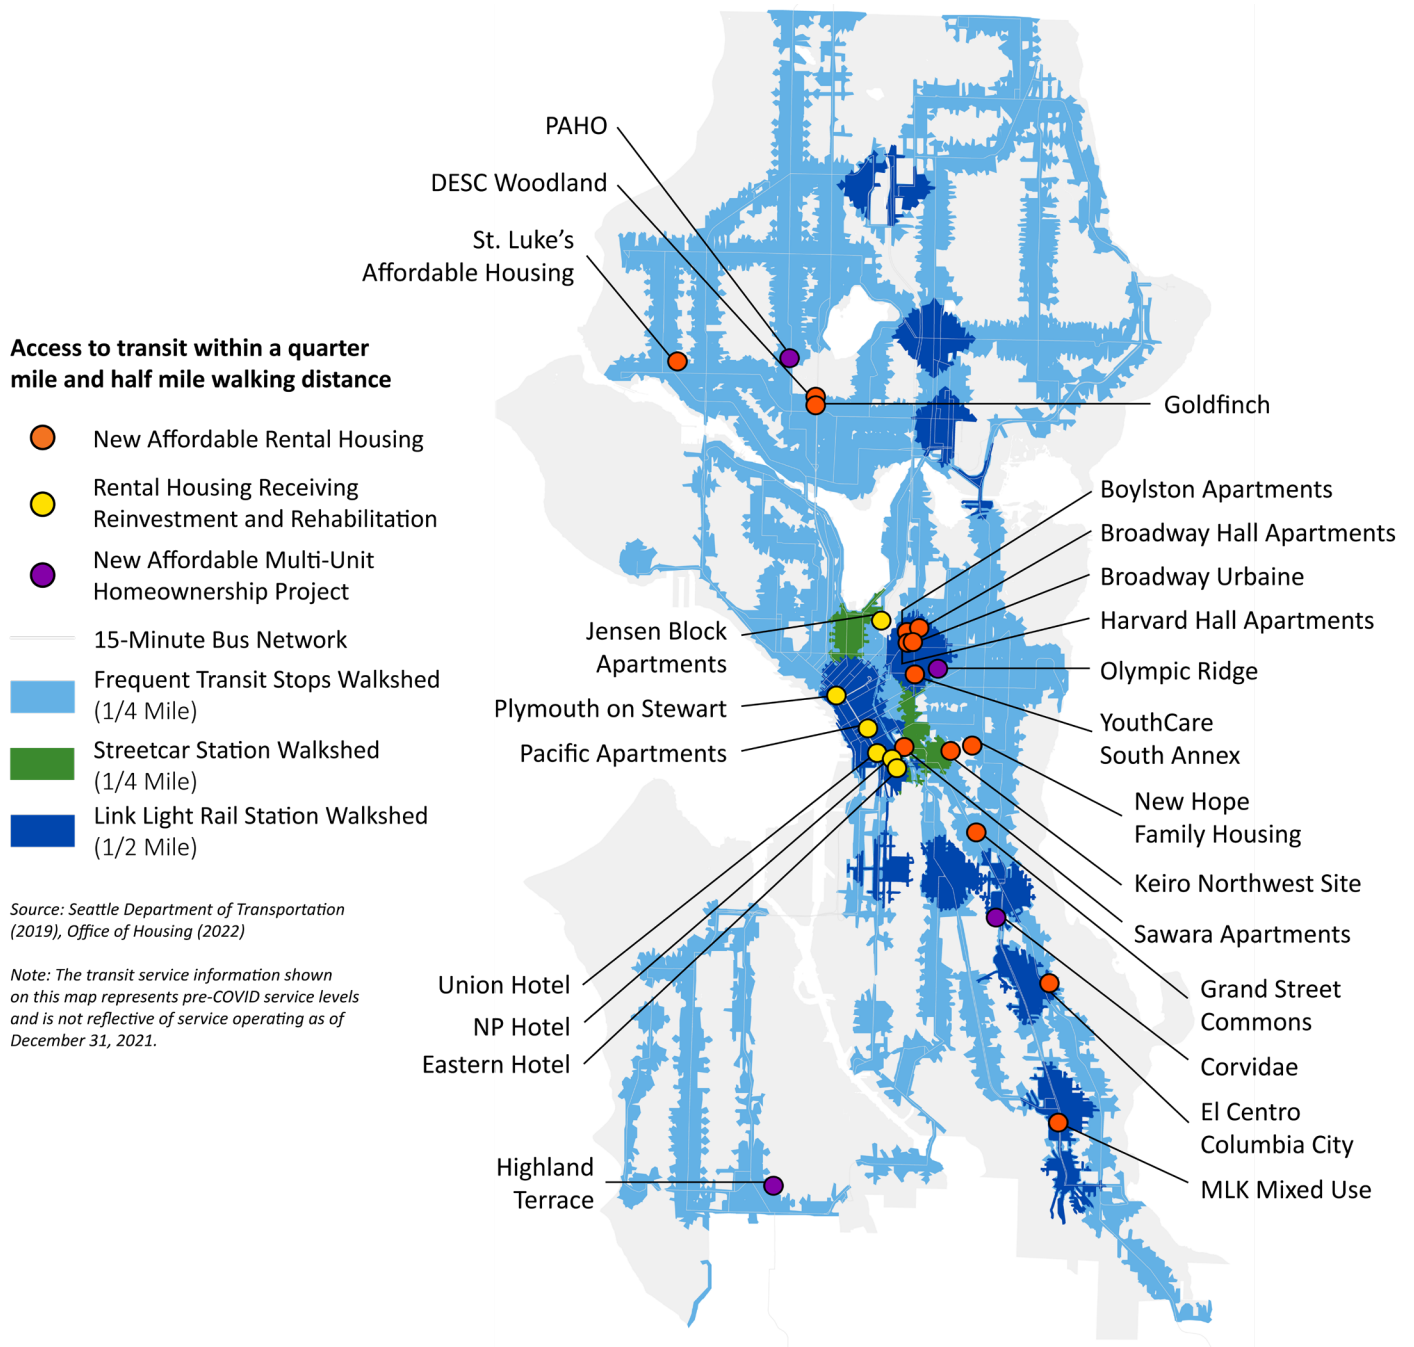 PAHO
DESC Woodland
St. Luke’s
Affordable Housing
Access to transit within a quarter
mile and half mile walking distance
New Affordable Rental Housing
Rental Housing Receiving
Reinvestment and Rehabilitation
New Affordable Multi-Unit
Homeownership Project
15-Minute Bus Network
Frequent Transit Stops Walkshed
(1/4 Mile)
Streetcar Station Walkshed
(1/4 Mile)
Link Light Rail Station Walkshed
(1/2 Mile)
Source: Seattle Department of Transportation
(2019), Office of Housing (2022)
Note: The transit service information shown
on this map represents pre-COVID service levels
and is not reflective of service operating as of
December 31, 2021.
Jensen Block
Apartments
Plymouth on Stewart
Pacific Apartments
Union Hotel
NP Hotel
Eastern Hotel
Highland
Terrace
Goldfinch
Boylston Apartments
Broadway Hall Apartments
Broadway Urbaine
Harvard Hall Apartments
Olympic Ridge
YouthCare
South Annex
New Hope
Family Housing
Keiro Northwest Site
Sawara Apartments
Grand Street
Commons
Corvidae
El Centro
Columbia City
MLK Mixed Use